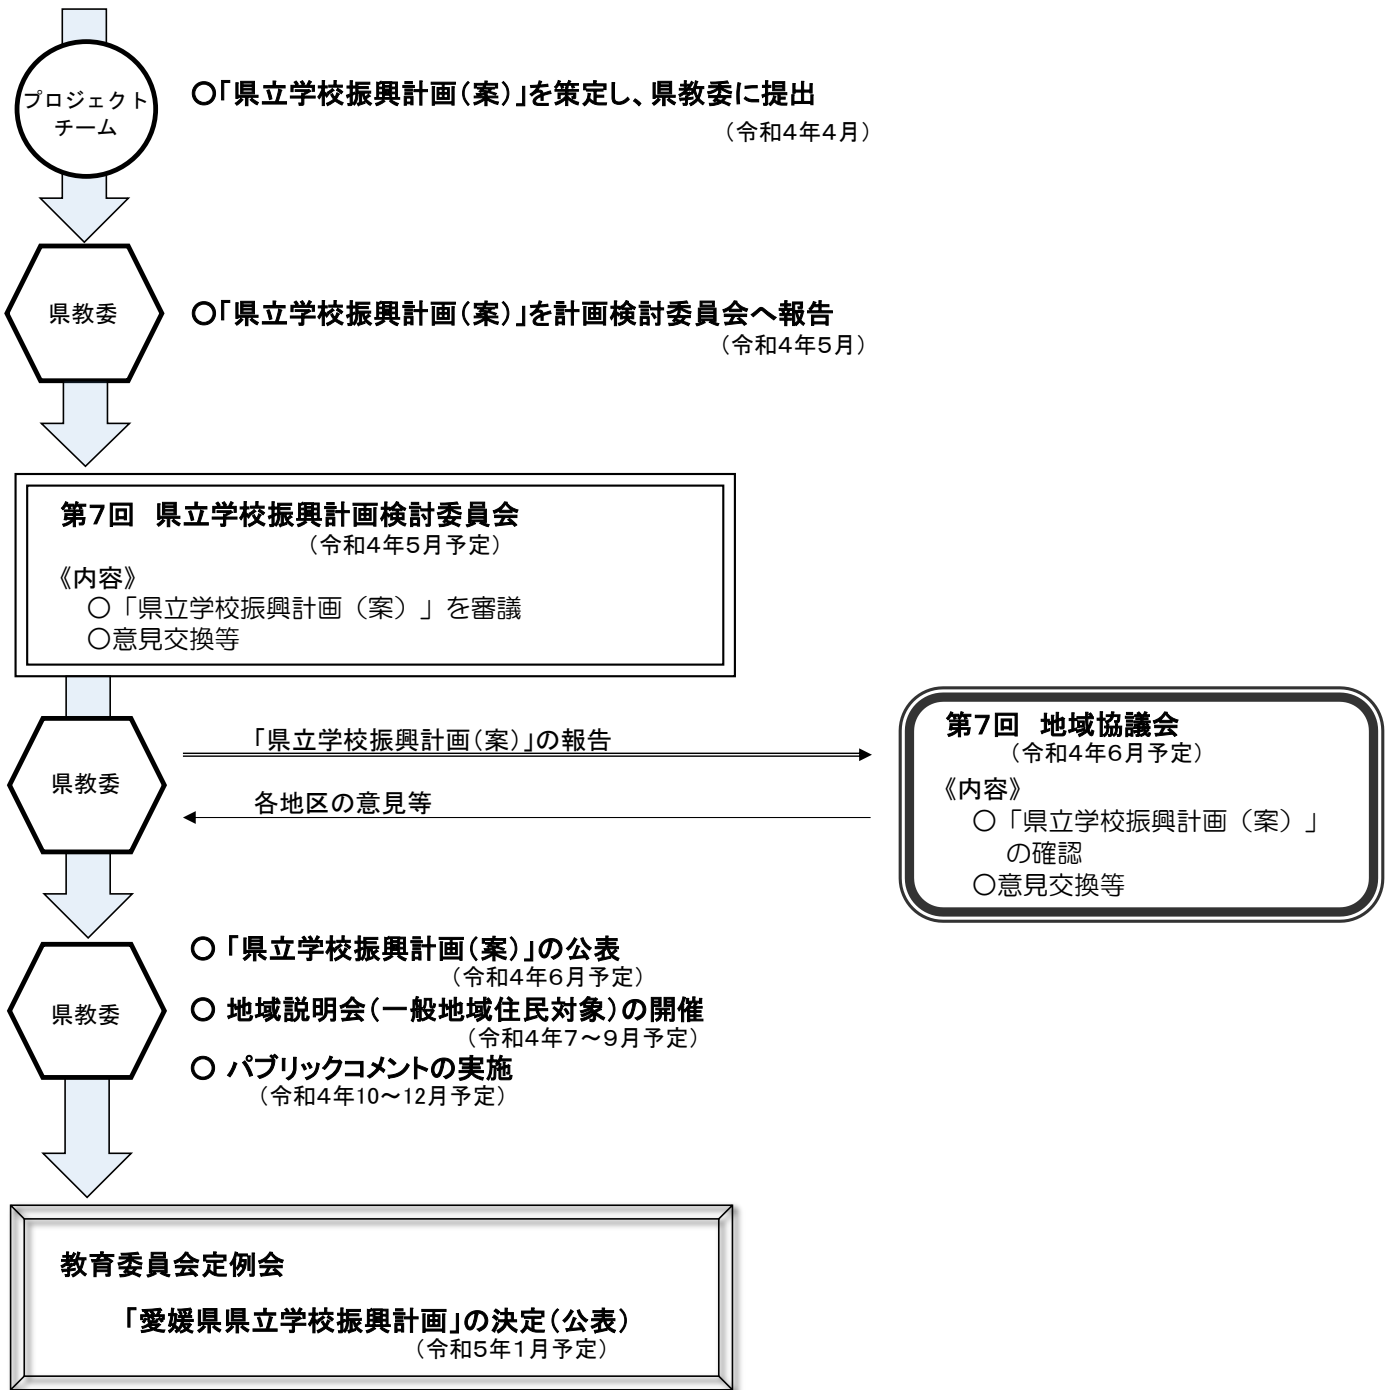 プロジェクト
チーム
〇「県立学校振興計画(案)」を策定し、県教委に提出
(令和4年4月)
県教委
〇「県立学校振興計画(案)」を計画検討委員会へ報告
(令和4年5月)
第7回 県立学校振興計画検討委員会
(令和4年5月予定)
《内容》
〇「県立学校振興計画(案)」を審議
〇意見交換等
県教委
「県立学校振興計画(案)」の報告
各地区の意見等
第7回 地域協議会
(令和4年6月予定)
《内容》
〇「県立学校振興計画(案)」
の確認
〇意見交換等
県教委
〇「県立学校振興計画(案)」の公表
(令和4年6月予定)
〇 地域説明会(一般地域住民対象)の開催
(令和4年7~9月予定)
〇 パブリックコメントの実施
(令和4年10~12月予定)
教育委員会定例会
「愛媛県県立学校振興計画」の決定(公表)
(令和5年1月予定)